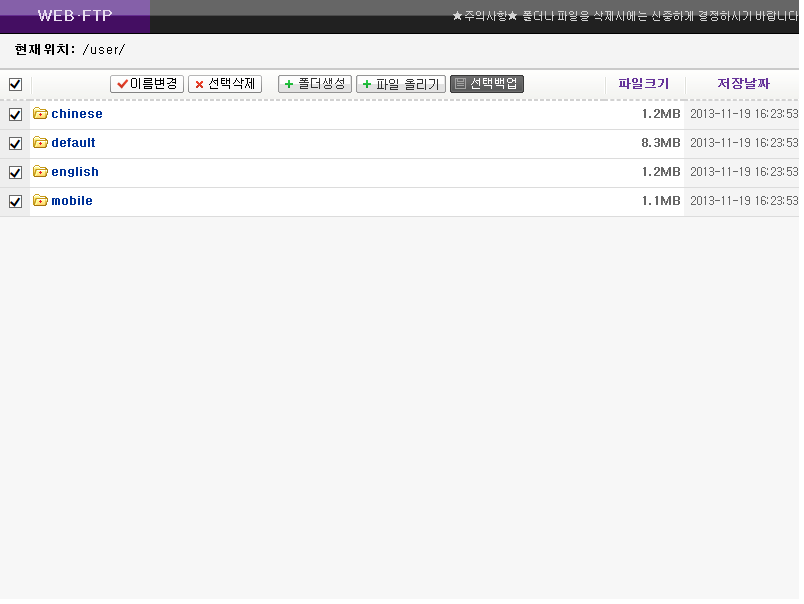 WEB·FTP ★주의사항★ 폴더나 파일을 삭제시에는 신중하게 결정하시기 바랍니다
현재위치: /user/
이름변경 선택삭제 폴더생성 파일 올리기 선택백업 파일크기 저장날짜
chinese 1.2MB 2013-11-19 16:23:53
default 8.3MB 2013-11-19 16:23:53
english 1.2MB 2013-11-19 16:23:53
mobile 1.1MB 2013-11-19 16:23:53